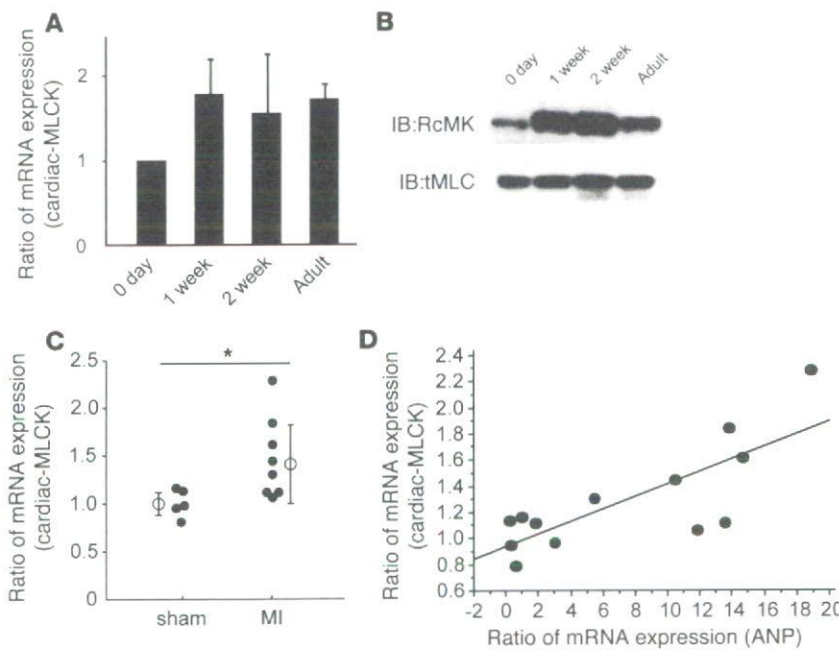 A
Ratio of mRNA expression
(cardiac-MLCK)
2
1
0
0 day
1 week
2 week
Adult
B
0 day
1 week
2 week
Adult
IB:RcMK
IB:tMLC
C
Ratio of mRNA expression
(cardiac-MLCK)
2.5
2.0
1.5
1.0
0.5
0
*
sham
MI
D
Ratio of mRNA expression
(cardiac-MLCK)
2.4
2.2
2.0
1.8
1.6
1.4
1.2
1.0
0.8
0.6
-2 0 2 4 6 8 10 12 14 16 18 20
Ratio of mRNA expression (ANP)